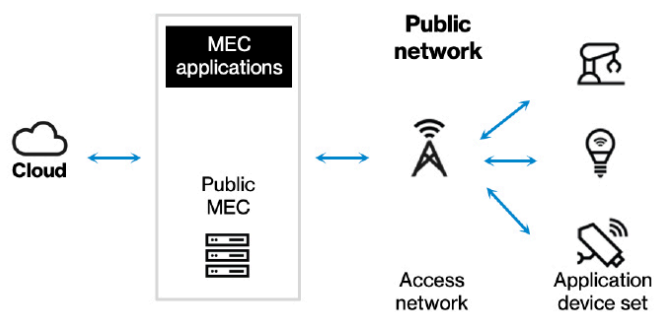 Cloud
MEC
applications
Public
MEC
Public
network
Access
network
Application
device set